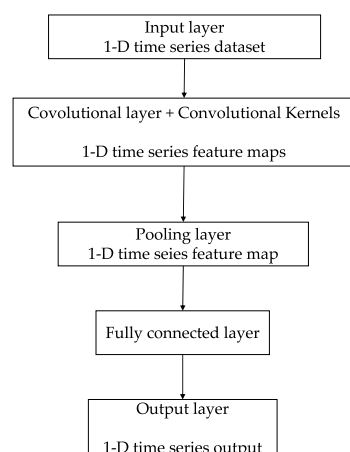 Input layer
1-D time series dataset
Covolutional layer + Convolutional Kernels
1-D time series feature maps
Pooling layer
1-D time seies feature map
Fully connected layer
Output layer
1-D time series output